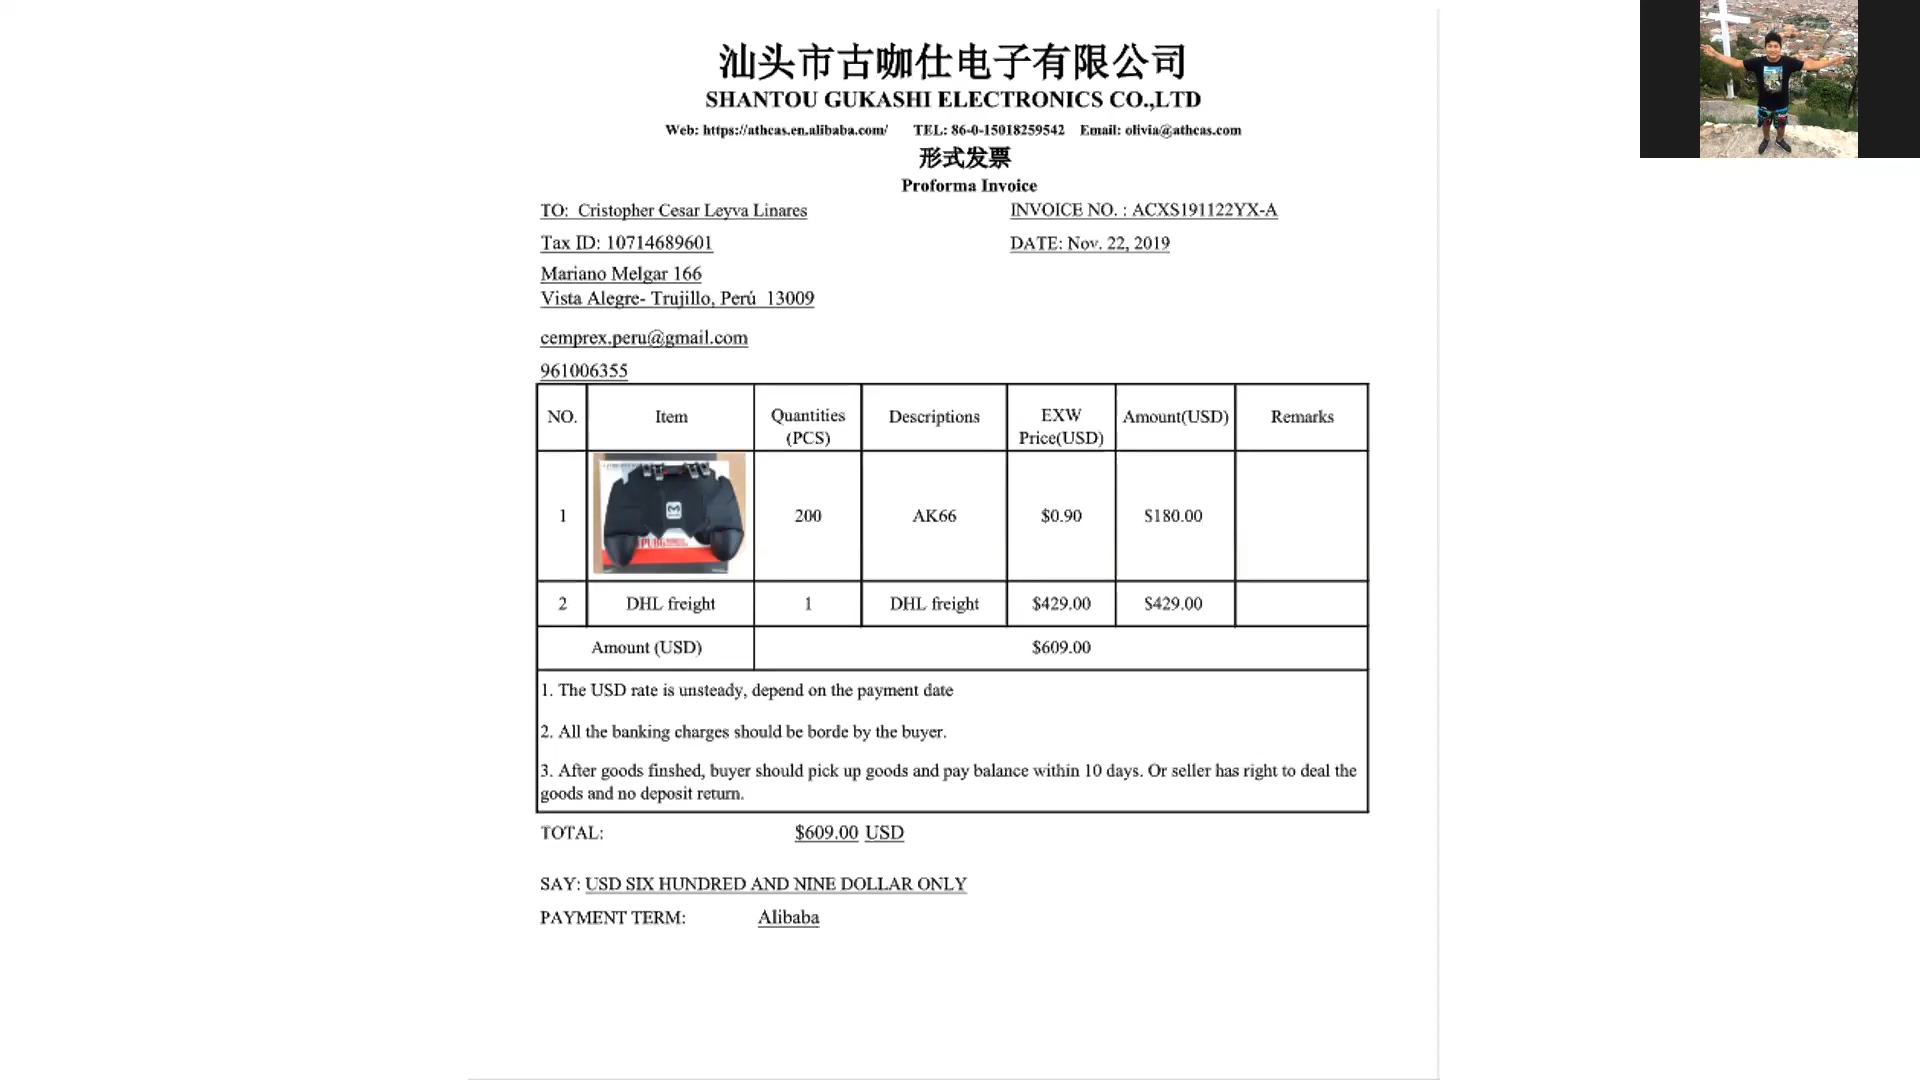 汕头市古咖仕电子有限公司
SHANTOU GUKASHI ELECTRONICS CO.,LTD
Web: https://athcas.en.alibaba.com/ TEL: 86-0-15018259542 Email: olivia@athcas.com
形式发票
Proforma Invoice
TO: Cristopher Cesar Leyva Linares INVOICE NO. : ACXS191122YX-A
Tax ID: 10714689601 DATE: Nov. 22, 2019
Mariano Melgar 166
Vista Alegre- Trujillo, Perú 13009
cemprex.peru@gmail.com
961006355
NO. Item Quantities (PCS) Descriptions EXW Price(USD) Amount(USD) Remarks
1 200 AK66 $0.90 $180.00
2 DHL freight 1 DHL freight $429.00 $429.00
Amount (USD) $609.00
1. The USD rate is unsteady, depend on the payment date
2. All the banking charges should be borde by the buyer.
3. After goods finshed, buyer should pick up goods and pay balance within 10 days. Or seller has right to deal the
goods and no deposit return.
TOTAL: $609.00 USD
SAY: USD SIX HUNDRED AND NINE DOLLAR ONLY
PAYMENT TERM: Alibaba